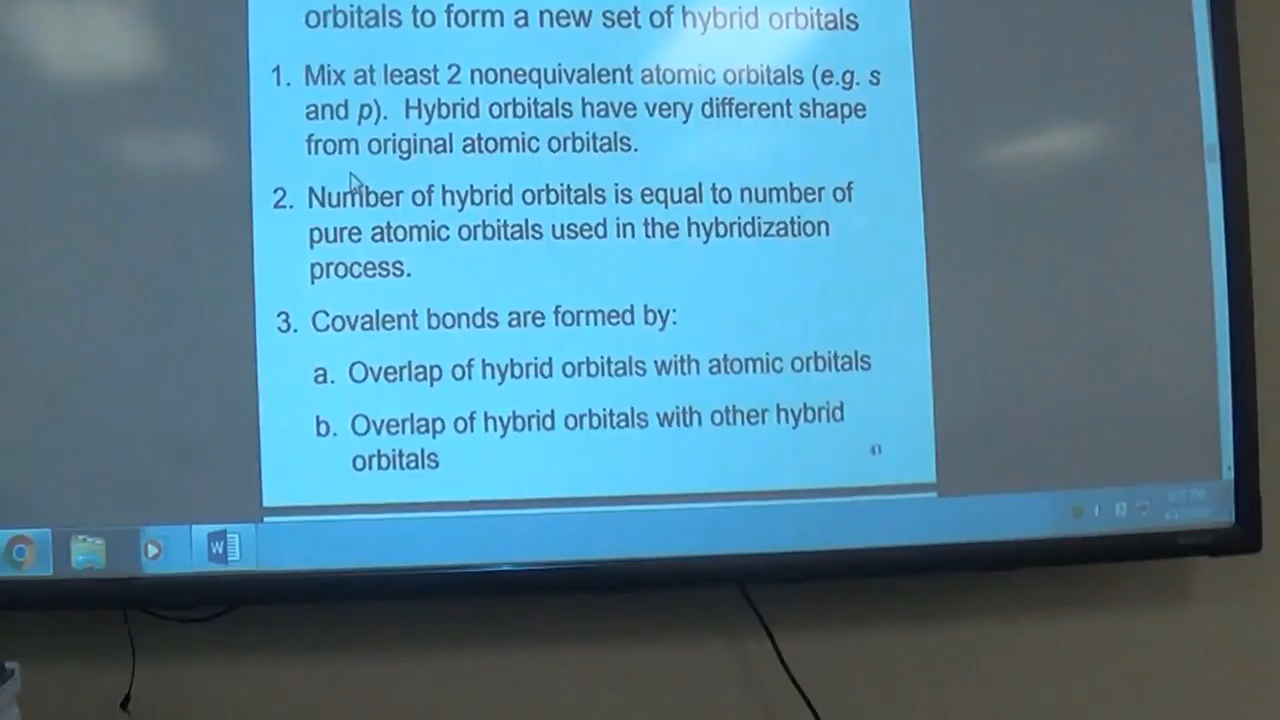 orbitals to form a new set of hybrid orbitals
1. Mix at least 2 nonequivalent atomic orbitals (e.g. s
and p). Hybrid orbitals have very different shape
from original atomic orbitals.
2. Number of hybrid orbitals is equal to number of
pure atomic orbitals used in the hybridization
process.
3. Covalent bonds are formed by:
a. Overlap of hybrid orbitals with atomic orbitals
b. Overlap of hybrid orbitals with other hybrid
orbitals
W